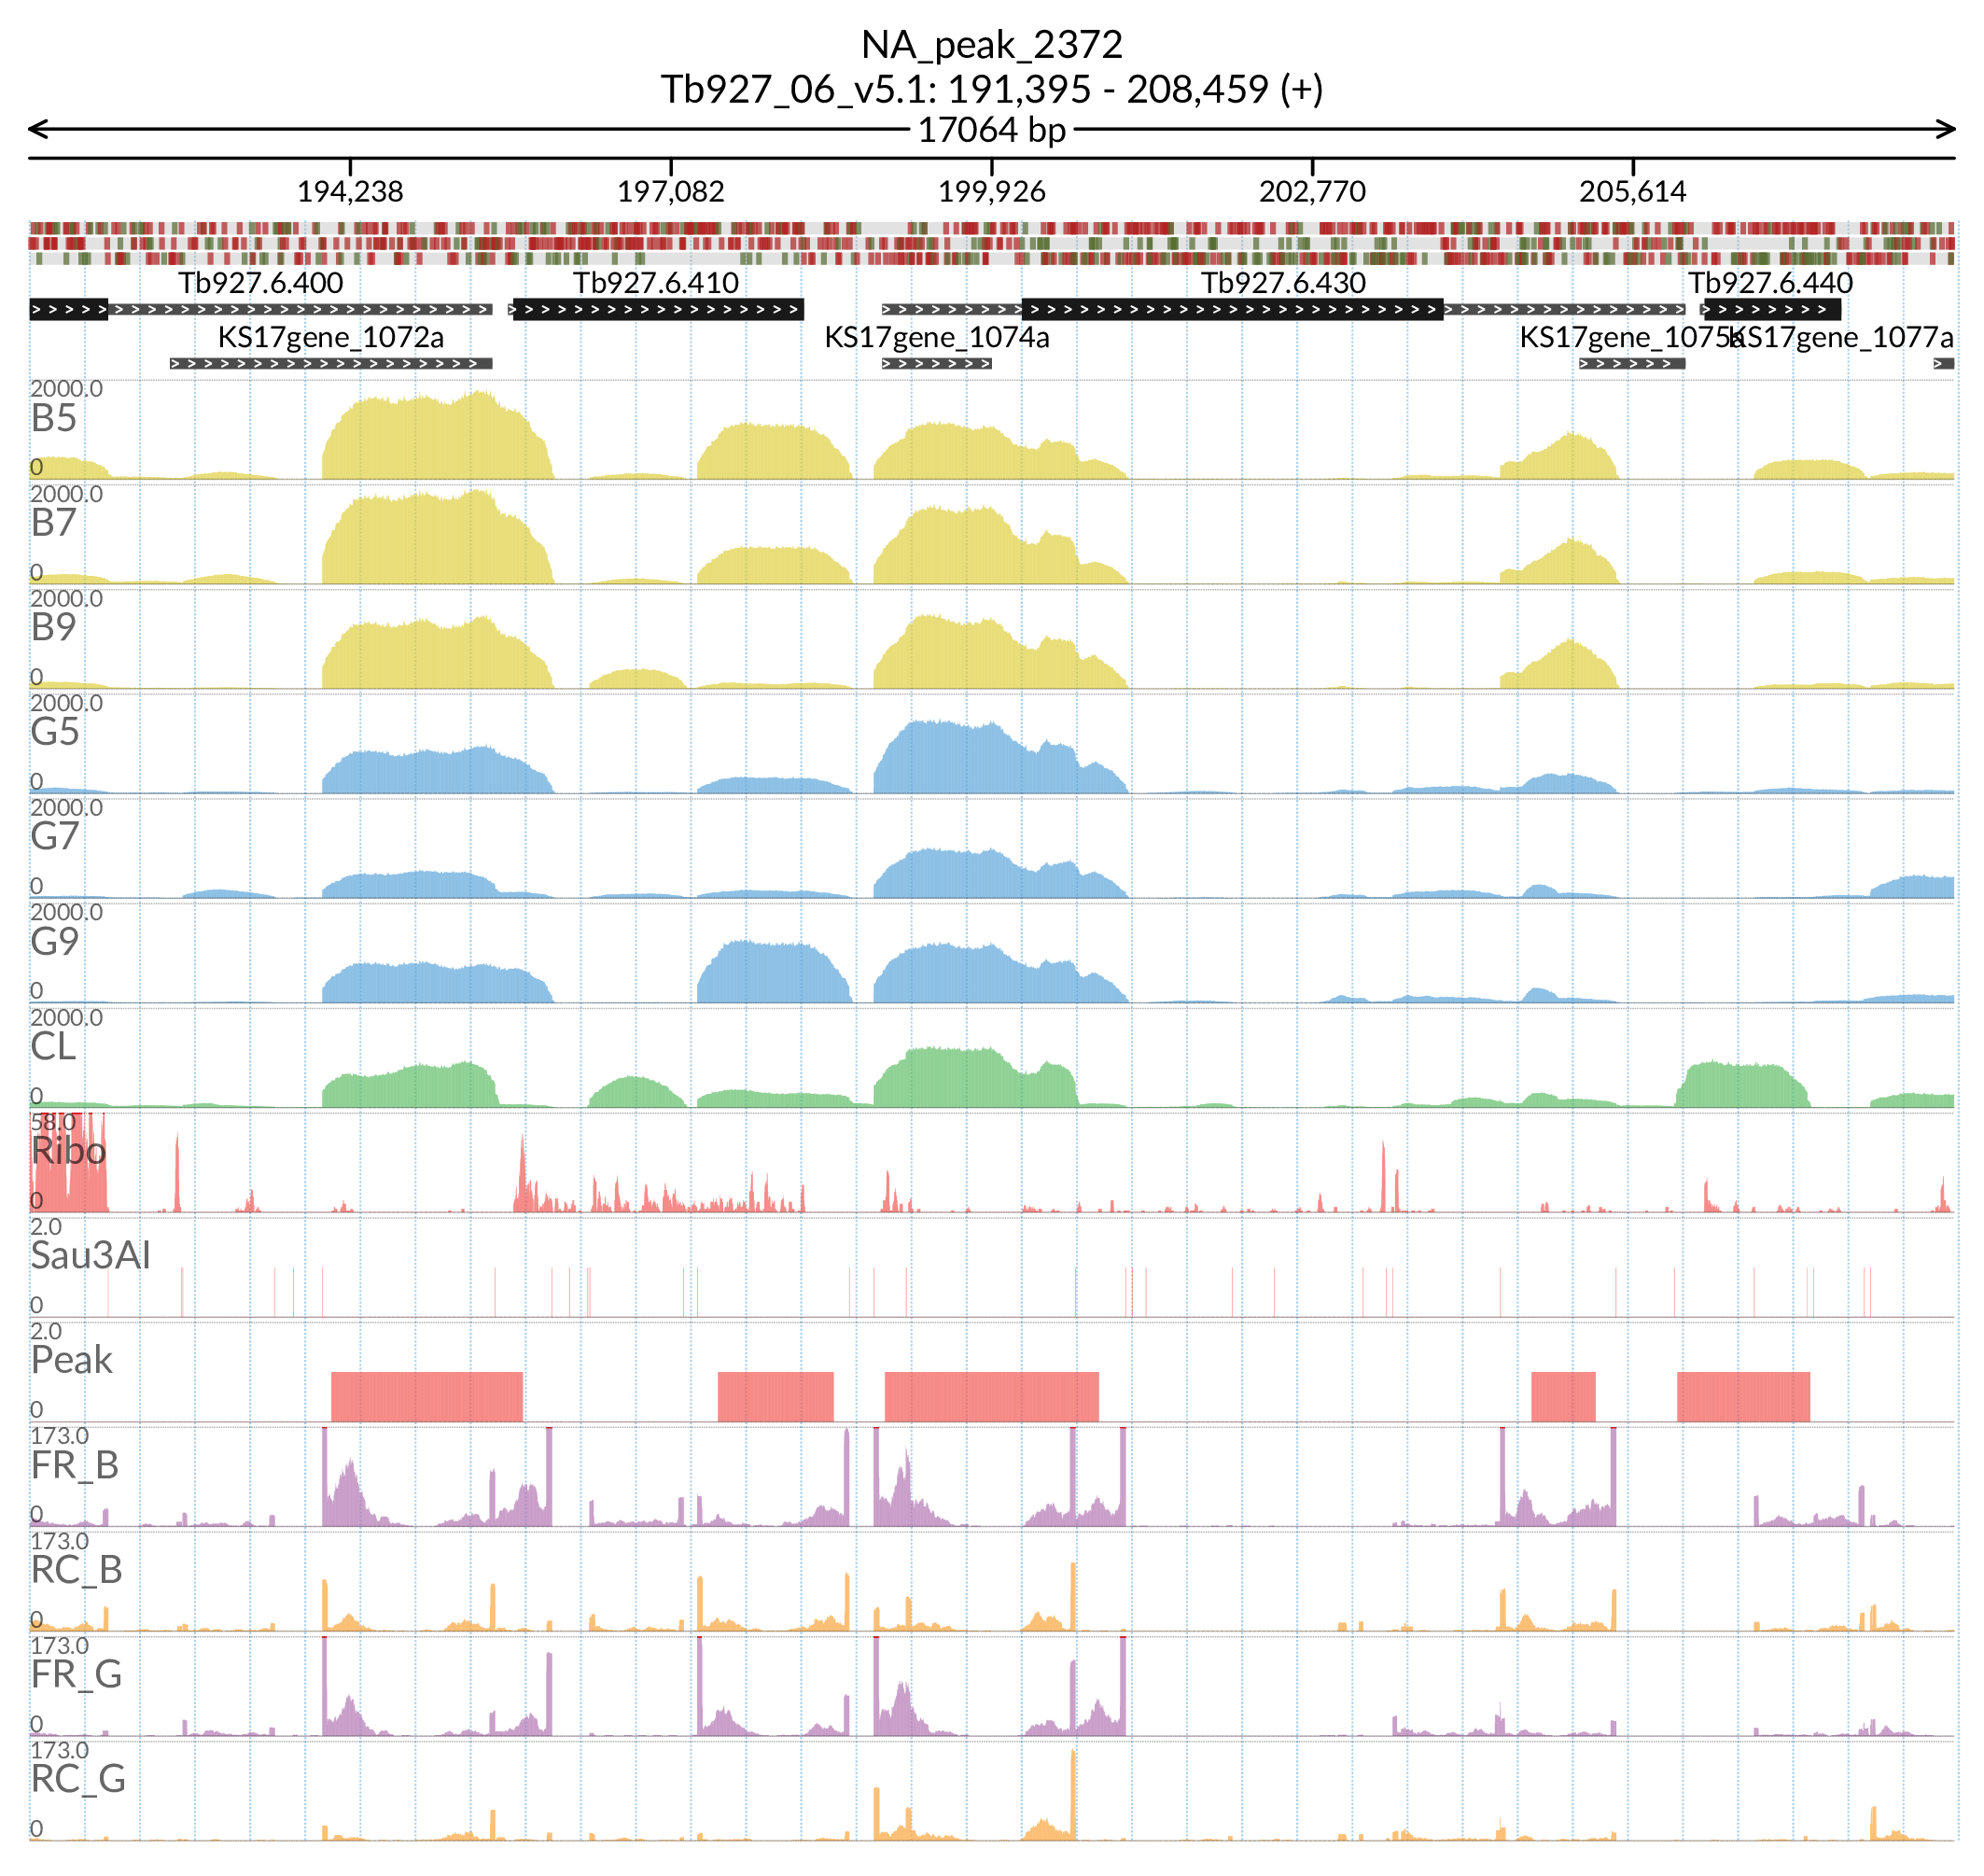 NA_peak_2372
Tb927_06_v5.1: 191,395 - 208,459 (+)
17064 bp
194,238 197,082 199,926 202,770 205,614
Tb927.6.400 Tb927.6.410 Tb927.6.430 Tb927.6.440
KS17gene_1072a KS17gene_1074a KS17gene_1075a KS17gene_1077a
2000.0
B5
0
2000.0
B7
0
2000.0
B9
0
2000.0
G5
0
2000.0
G7
0
2000.0
G9
0
2000.0
CL
0
58.0
Ribo
0
2.0
Sau3AI
0
2.0
Peak
0
173.0
FR_B
0
173.0
RC_B
0
173.0
FR_G
0
173.0
RC_G
0